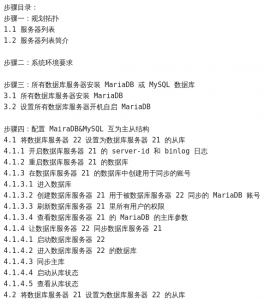 步骤目录：
步骤一：规划拓扑
1.1 服务器列表
1.2 服务器列表简介
步骤二：系统环境要求
步骤三：所有数据库服务器安装 MariaDB 或 MySQL 数据库
3.1 所有数据库服务器安装 MariaDB
3.2 设置所有数据库服务器开机自启 MariaDB
步骤四：配置 MairaDB&MySQL 互为主从结构
4.1 将数据库服务器 22 设置为数据库服务器 21 的从库
4.1.1 开启数据库服务器 21 的 server-id 和 binlog 日志
4.1.2 重启数据库服务器 21 的数据库
4.1.3 在数据库服务器 21 的数据库中创建用于同步的账号
4.1.3.1 进入数据库
4.1.3.2 创建数据库服务器 21 用于被数据库服务器 22 同步的 MariaDB 账号
4.1.3.3 刷新数据库服务器 21 里所有用户的权限
4.1.3.4 查看数据库服务器 21 的 MariaDB 的主库参数
4.1.4 让数据库服务器 22 同步数据库服务器 21
4.1.4.1 启动数据库服务器 22
4.1.4.2 进入数据库服务器 22 的数据库
4.1.4.3 同步主库
4.1.4.4 启动从库状态
4.1.4.5 查看从库状态
4.2 将数据库服务器 21 设置为数据库服务器 22 的从库